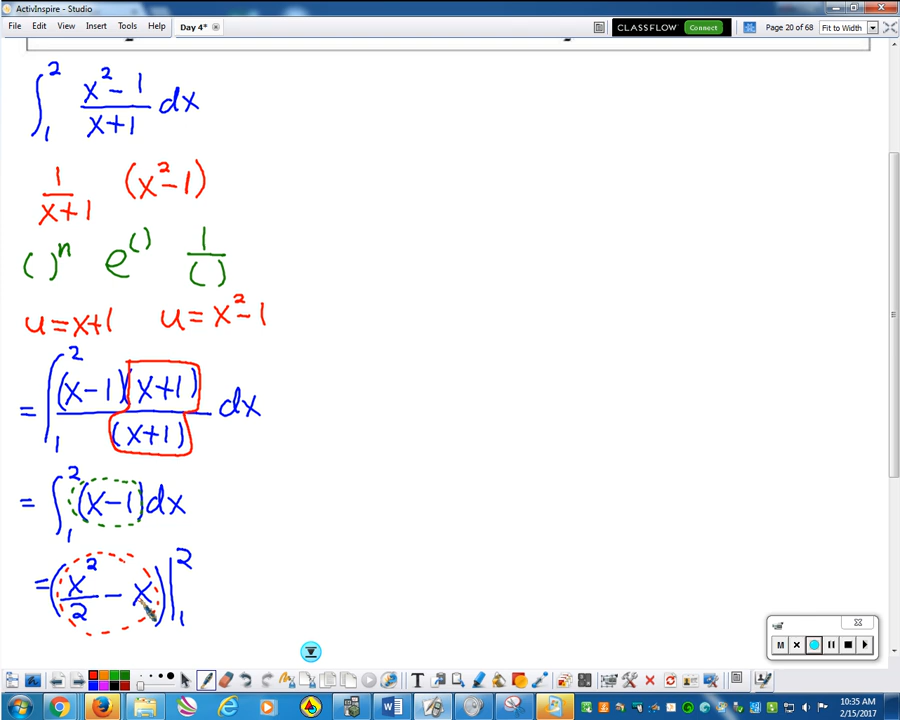 ActivInspire - Studio
File Edit View Insert Tools Help Day 4* CLASSFLOW Connect Page 20 of 68 Fit to Width
∫₁² (x² - 1)/(x+1) dx
1/(x+1) (x² - 1)
( )ⁿ e^( ) 1/( )
u = x+1 u = x² - 1
= ∫₁² (x-1)(x+1)/(x+1) dx
= ∫₁² (x-1) dx
= (x²/2 - x)|₁²
M
T
W
10:35 AM
2/15/2017